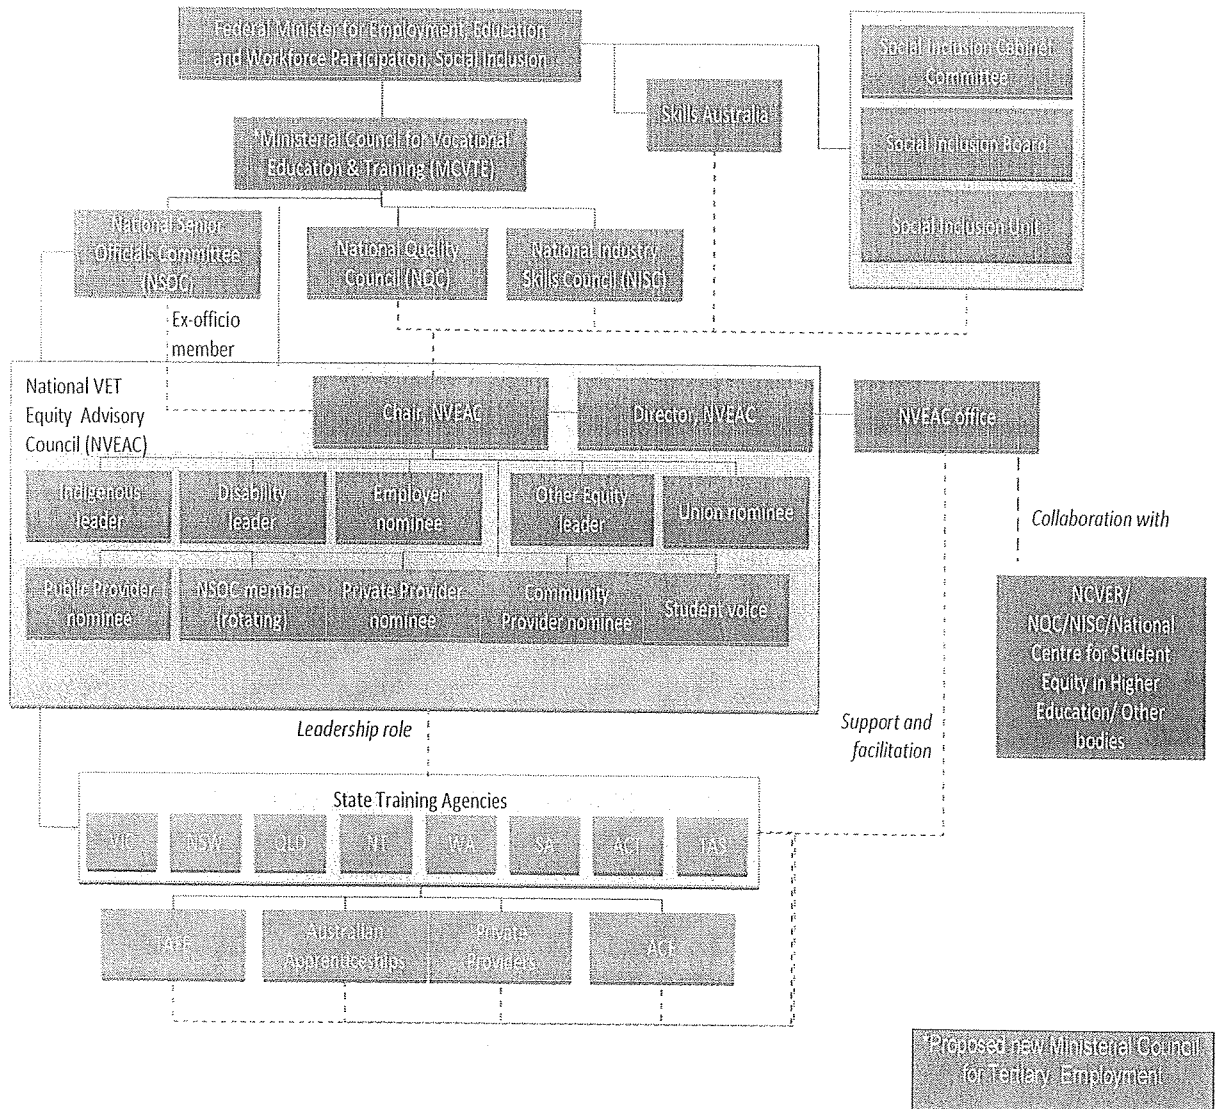 Federal Minister for Employment, Education
and Workforce Participation, Social Inclusion
Social Inclusion Cabinet
Committee
Skills Australia
*Ministerial Council for Vocational
Education & Training (MCVTE)
Social Inclusion Board
National Senior
Officials Committee
(NSOC)
National Quality
Council (NQC)
National Industry
Skills Council (NISC)
Social Inclusion Unit
Ex-officio
member
National VET
Equity Advisory
Council (NVEAC)
Chair, NVEAC
Director, NVEAC
NVEAC office
Indigenous
leader
Disability
leader
Employer
nominee
Other Equity
leader
Union nominee
Collaboration with
Public Provider
nominee
NSOC member
(rotating)
Private Provider
nominee
Community
Provider nominee
Student voice
NCVER/
NQC/NISC/National
Centre for Student
Equity in Higher
Education/ Other
bodies
Leadership role
Support and
facilitation
State Training Agencies
VIC
NSW
QLD
NT
WA
SA
ACT
TAS
TAFE
Australian
Apprenticeships
Private
Providers
ACE
*Proposed new Ministerial Council
for Tertiary Employment